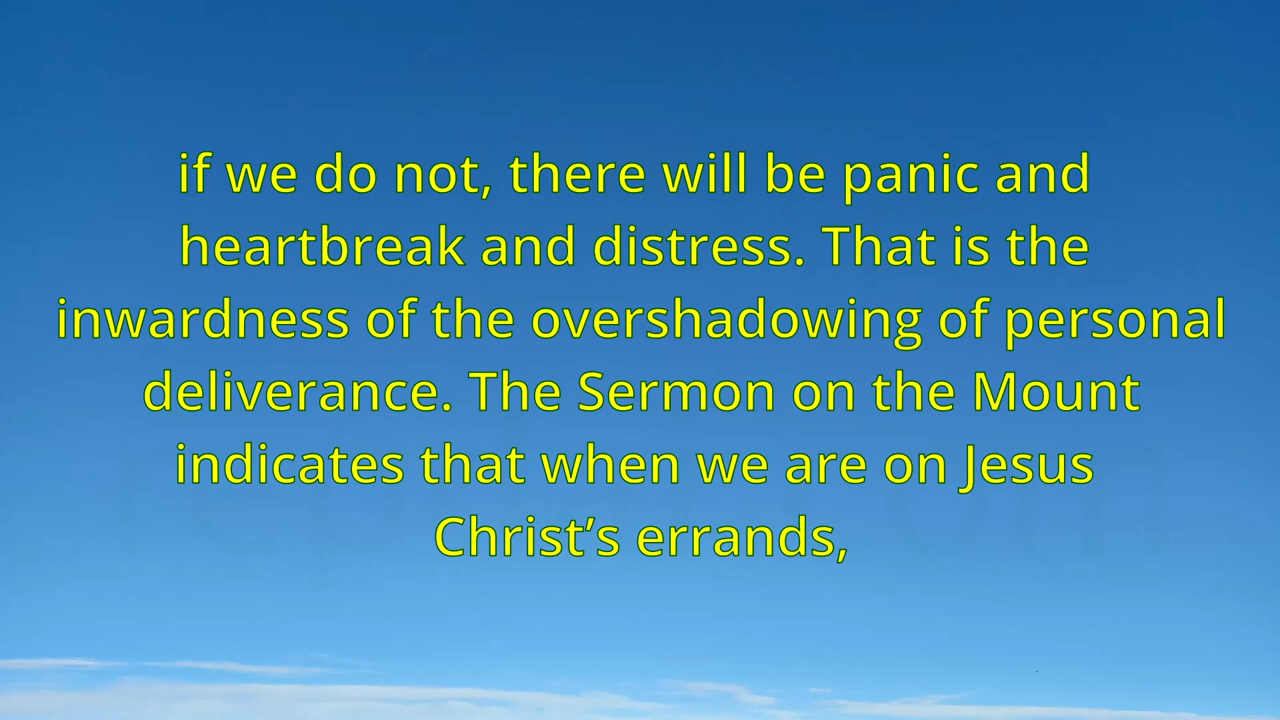 if we do not, there will be panic and
heartbreak and distress. That is the
inwardness of the overshadowing of personal
deliverance. The Sermon on the Mount
indicates that when we are on Jesus
Christ’s errands,